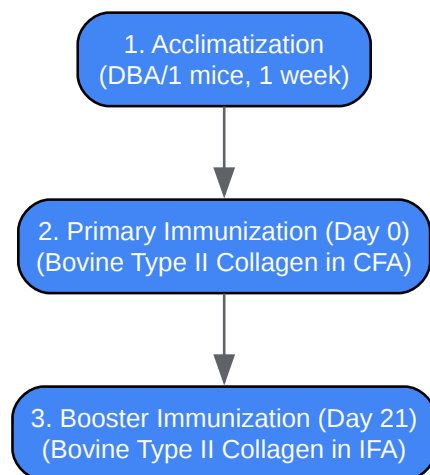 1. Acclimatization
(DBA/1 mice, 1 week)
2. Primary Immunization (Day 0)
(Bovine Type II Collagen in CFA)
3. Booster Immunization (Day 21)
(Bovine Type II Collagen in IFA)